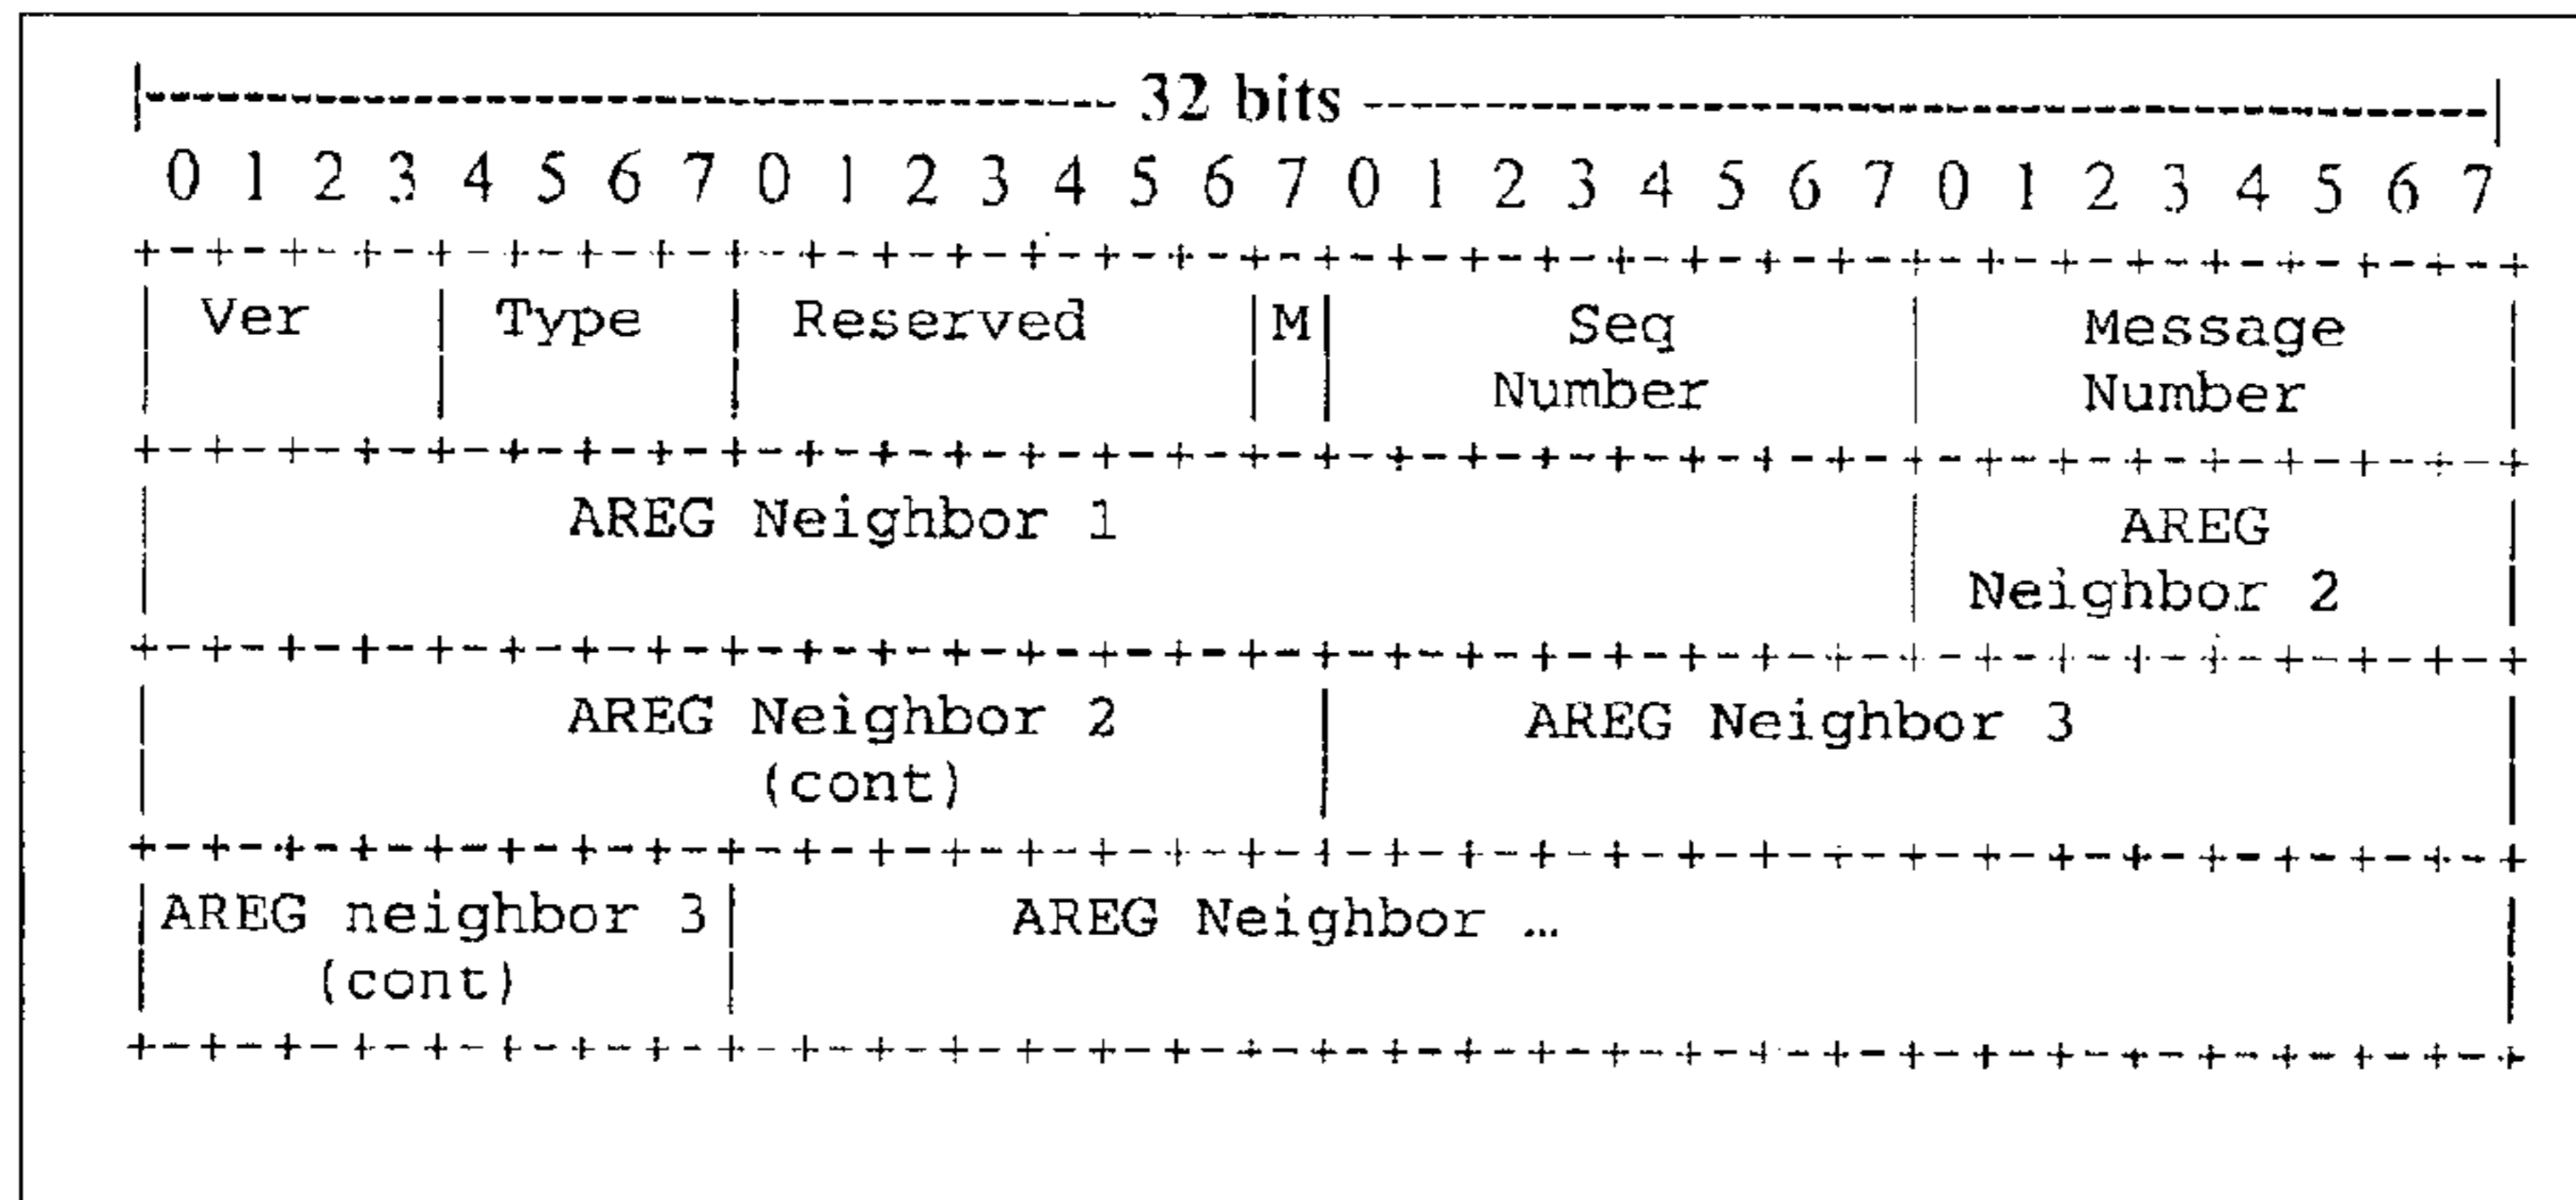 |------------------------ 32 bits ------------------------|
0 1 2 3 4 5 6 7 0 1 2 3 4 5 6 7 0 1 2 3 4 5 6 7 0 1 2 3 4 5 6 7
+-+-+-+-+-+-+-+-+-+-+-+-+-+-+-+-+-+-+-+-+-+-+-+-+-+-+-+-+-+-+-+-+
| Ver | Type | Reserved |M| Seq | Message |
| | | | | Number | Number |
+-+-+-+-+-+-+-+-+-+-+-+-+-+-+-+-+-+-+-+-+-+-+-+-+-+-+-+-+-+-+-+-+
| AREG Neighbor 1 | AREG |
| | Neighbor 2 |
+-+-+-+-+-+-+-+-+-+-+-+-+-+-+-+-+-+-+-+-+-+-+-+-+-+-+-+-+-+-+-+-+
| AREG Neighbor 2 | AREG Neighbor 3 |
| (cont) | |
+-+-+-+-+-+-+-+-+-+-+-+-+-+-+-+-+-+-+-+-+-+-+-+-+-+-+-+-+-+-+-+-+
|AREG neighbor 3| AREG Neighbor … |
| (cont) | |
+-+-+-+-+-+-+-+-+-+-+-+-+-+-+-+-+-+-+-+-+-+-+-+-+-+-+-+-+-+-+-+-+